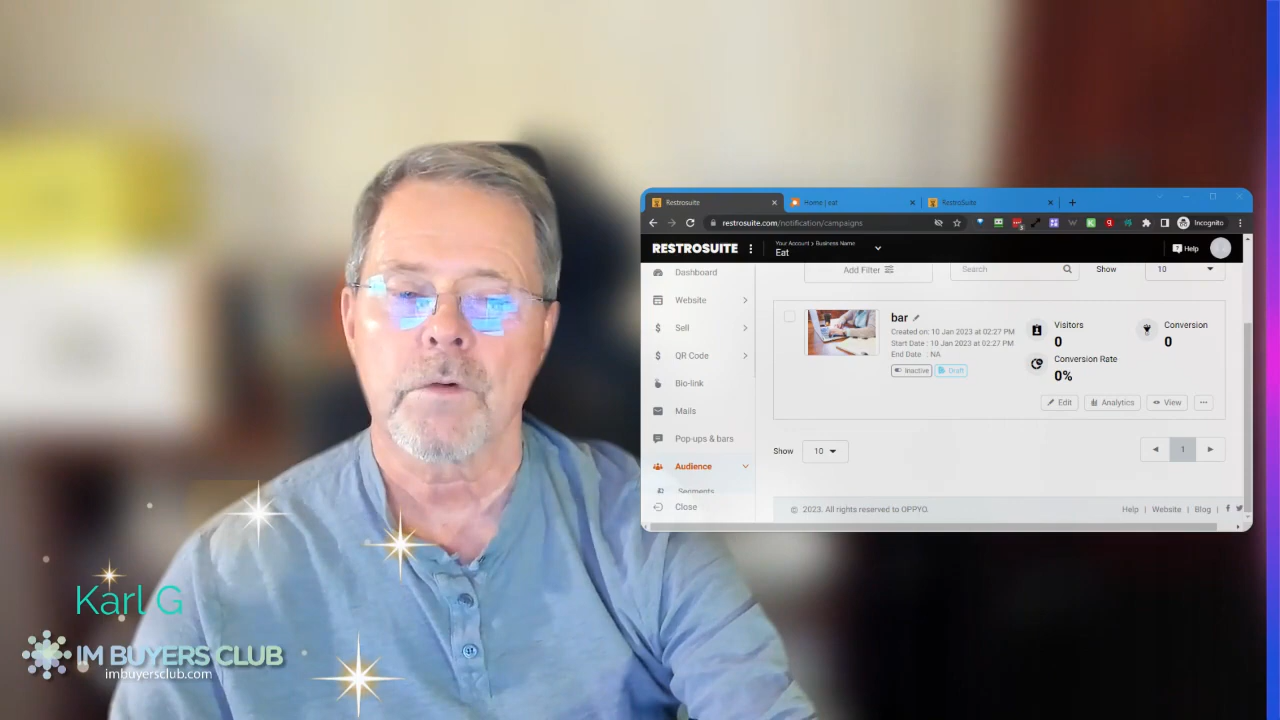 Restrosuite
Home | eat
RestroSuite
restrosuite.com/notification/campaigns
Incognito
RESTROSUITE
Your Account > Business Name
Eat
Help
Dashboard
Website
Sell
QR Code
Bio-link
Mails
Pop-ups & bars
Audience
Segments
Close
Add Filter
Search
Show
10
bar
Created on: 10 Jan 2023 at 02:27 PM
Start Date : 10 Jan 2023 at 02:27 PM
End Date : NA
Inactive
Draft
Visitors
0
Conversion
0
Conversion Rate
0%
Edit
Analytics
View
Show
10
1
© 2023. All rights reserved to OPPYO.
Help | Website | Blog |
Karl G
IM BUYERS CLUB
imbuyersclub.com